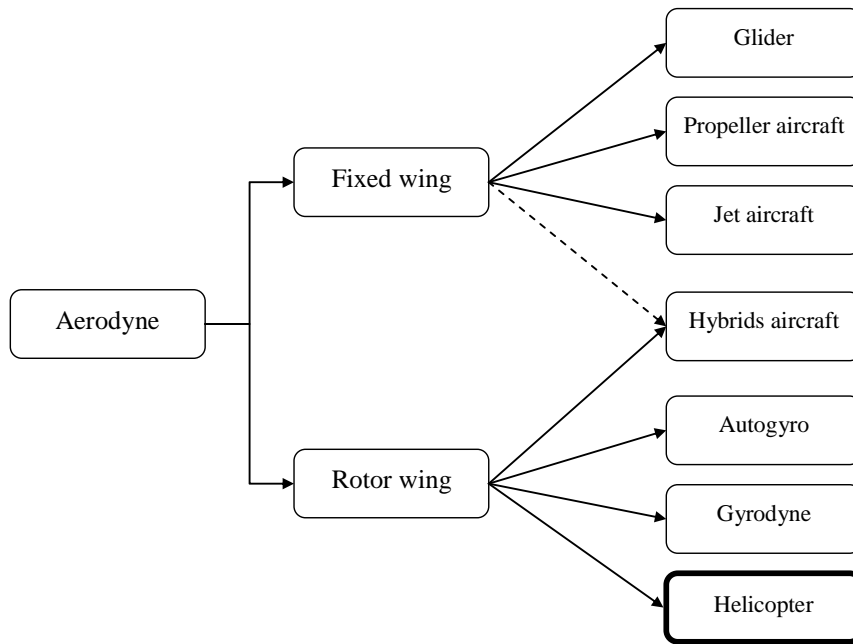 Glider
Propeller aircraft
Fixed wing
Jet aircraft
Aerodyne
Hybrids aircraft
Autogyro
Rotor wing
Gyrodyne
Helicopter